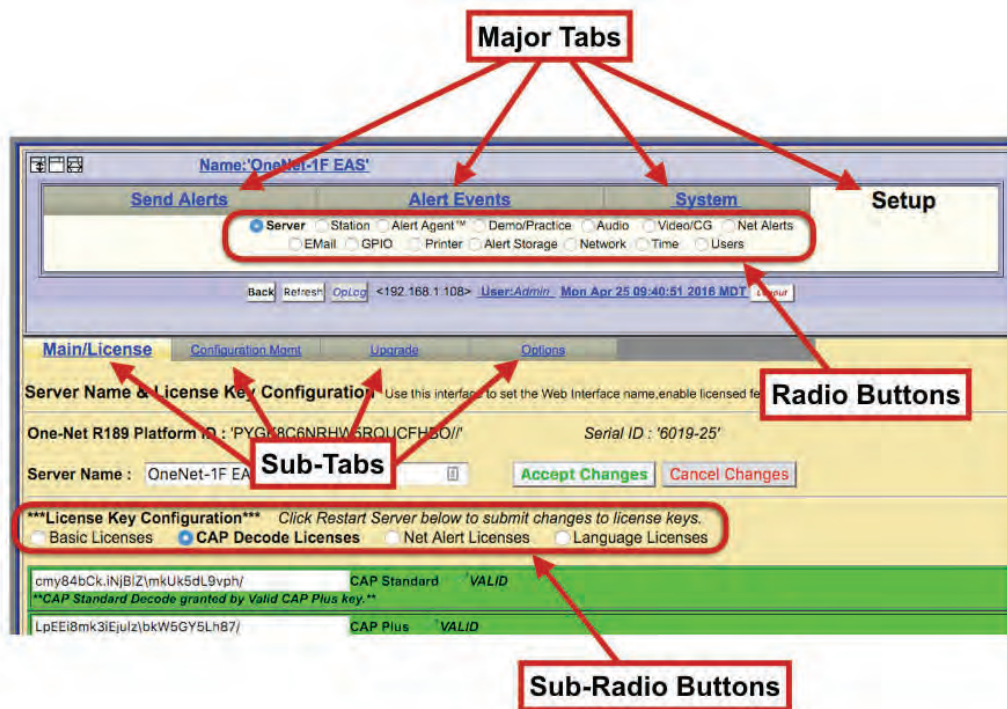 Major Tabs
Name:'OneNet-1F EAS'
Send Alerts Alert Events System Setup
Server Station Alert Agent™ Demo/Practice Audio Video/CG Net Alerts
EMail GPIO Printer Alert Storage Network Time Users
Back Refresh OpLog <192.168.1.108> User:Admin Mon Apr 25 09:40:51 2016 MDT
Main/License Configuration Mgmt Upgrade Options
Radio Buttons
Server Name & License Key Configuration Use this interface to set the Web Interface name,enable licensed
One-Net R189 Platform ID : Serial ID : '6019-25'
Sub-Tabs
Server Name : OneNet-1F Accept Changes Cancel Changes
***License Key Configuration*** Click Restart Server below to submit changes to license keys.
Basic Licenses CAP Decode Licenses Net Alert Licenses Language Licenses
CAP Standard VALID
**CAP Standard Decode granted by Valid CAP Plus key.**
CAP Plus VALID
Sub-Radio Buttons